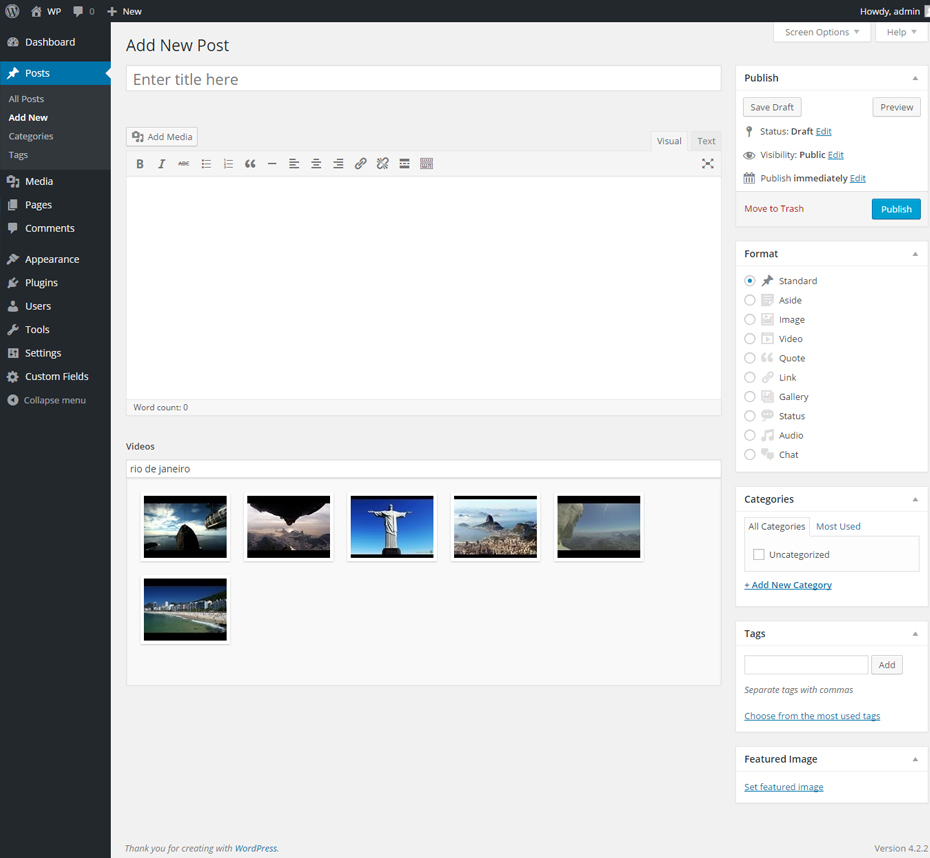 WP 0 New Howdy, admin
Dashboard
Posts
All Posts
Add New
Categories
Tags
Media
Pages
Comments
Appearance
Plugins
Users
Tools
Settings
Custom Fields
Collapse menu
Screen Options Help
Add New Post
Enter title here
Add Media
Visual Text
B I ABC
Word count: 0
Videos
rio de janeiro
Publish
Save Draft Preview
Status: Draft Edit
Visibility: Public Edit
Publish immediately Edit
Move to Trash Publish
Format
Standard
Aside
Image
Video
Quote
Link
Gallery
Status
Audio
Chat
Categories
All Categories Most Used
Uncategorized
+ Add New Category
Tags
Add
Separate tags with commas
Choose from the most used tags
Featured Image
Set featured image
Thank you for creating with WordPress. Version 4.2.2